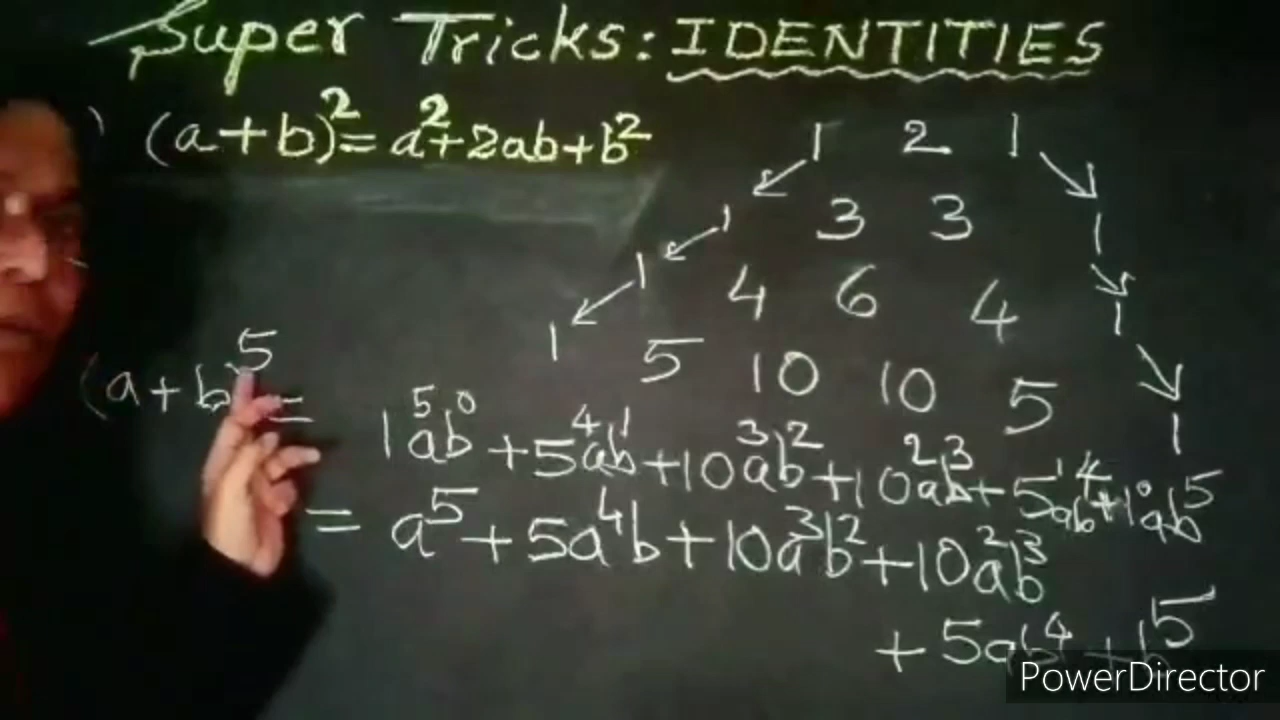 Super Tricks: IDENTITIES
) (a+b)²= a²+2ab+b²
1 2 1
1 3 3 1
1 4 6 4 1
1 5 10 10 5 1
(a+b)⁵ =
1a⁵b⁰ +5a⁴b¹+10a³b²+10a²b³+5a¹b⁴+1a⁰b⁵
= a⁵+5a⁴b+10a³b²+10a²b³
+ 5ab⁴ + b⁵
PowerDirector